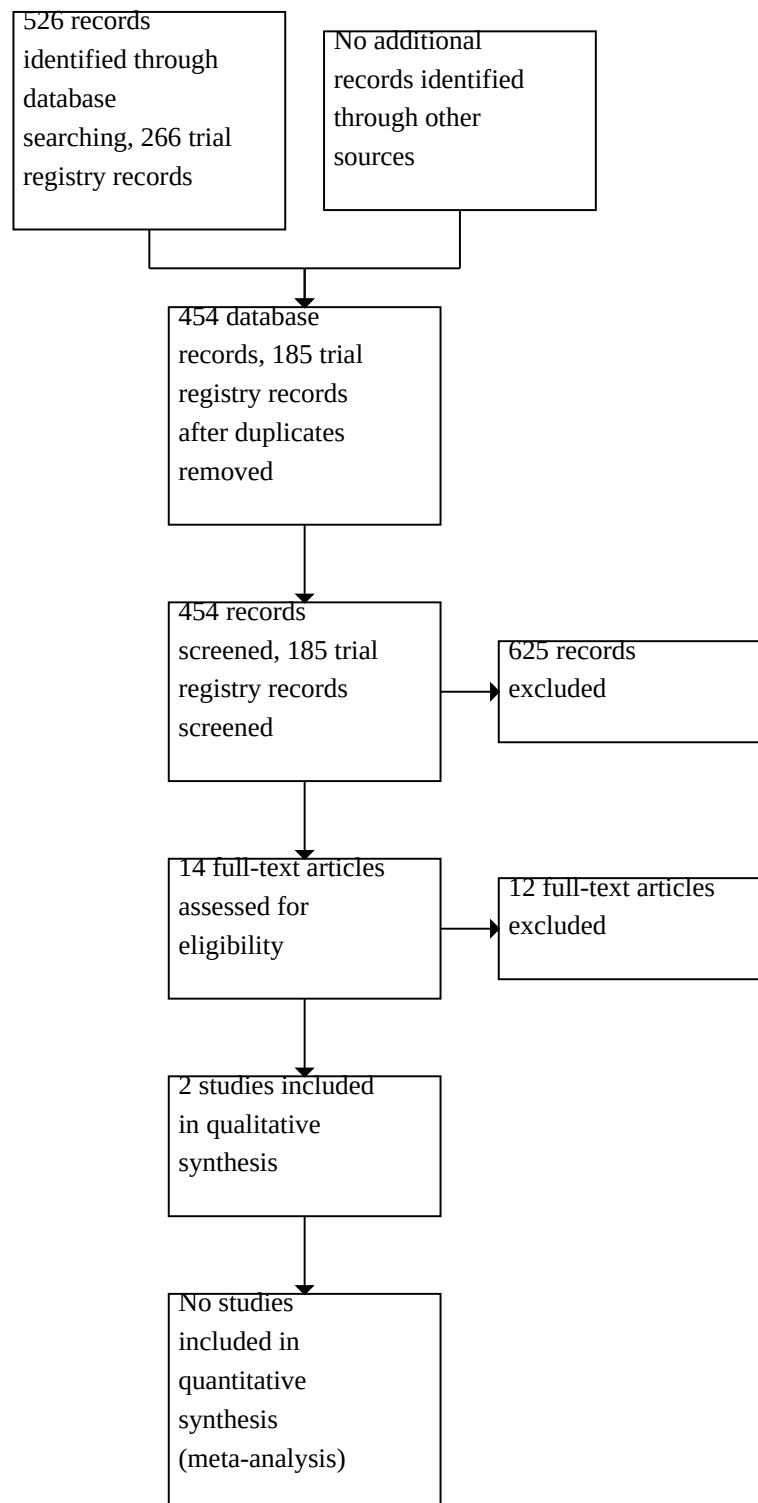 526 records
identified through
database
searching, 266 trial
registry records
No additional
records identified
through other
sources
454 database
records, 185 trial
registry records
after duplicates
removed
454 records
screened, 185 trial
registry records
screened
625 records
excluded
14 full-text articles
assessed for
eligibility
12 full-text articles
excluded
2 studies included
in qualitative
synthesis
No studies
included in
quantitative
synthesis
(meta-analysis)